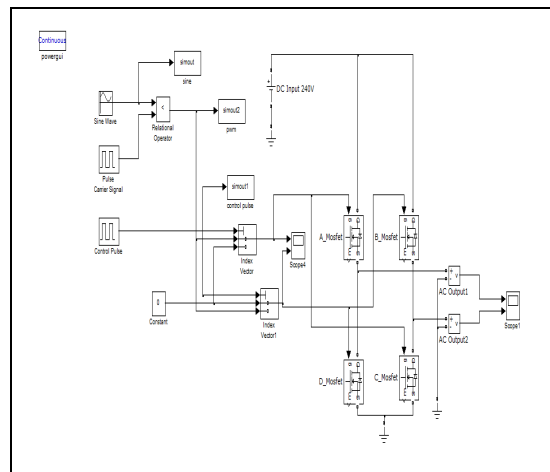 Continuous
powergui
simout
sine
DC Input 240V
Sine Wave
<
Relational
Operator
simout2
pwm
Pulse
Carrier Signal
simout1
control pulse
Control Pulse
Index
Vector
Scope4
A_Mosfet
B_Mosfet
0
Constant
Index
Vector1
AC Output1
Scope1
AC Output2
D_Mosfet
C_Mosfet